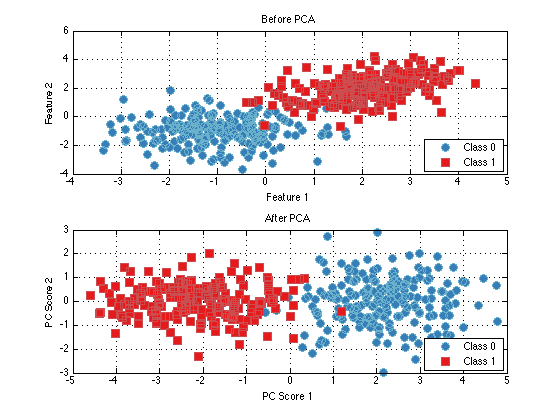 Before PCA
6
4
2
0
-2
-4
Feature 2
-4 -3 -2 -1 0 1 2 3 4 5
Feature 1
Class 0
Class 1
After PCA
3
2
1
0
-1
-2
-3
PC Score 2
-5 -4 -3 -2 -1 0 1 2 3 4 5
PC Score 1
Class 0
Class 1